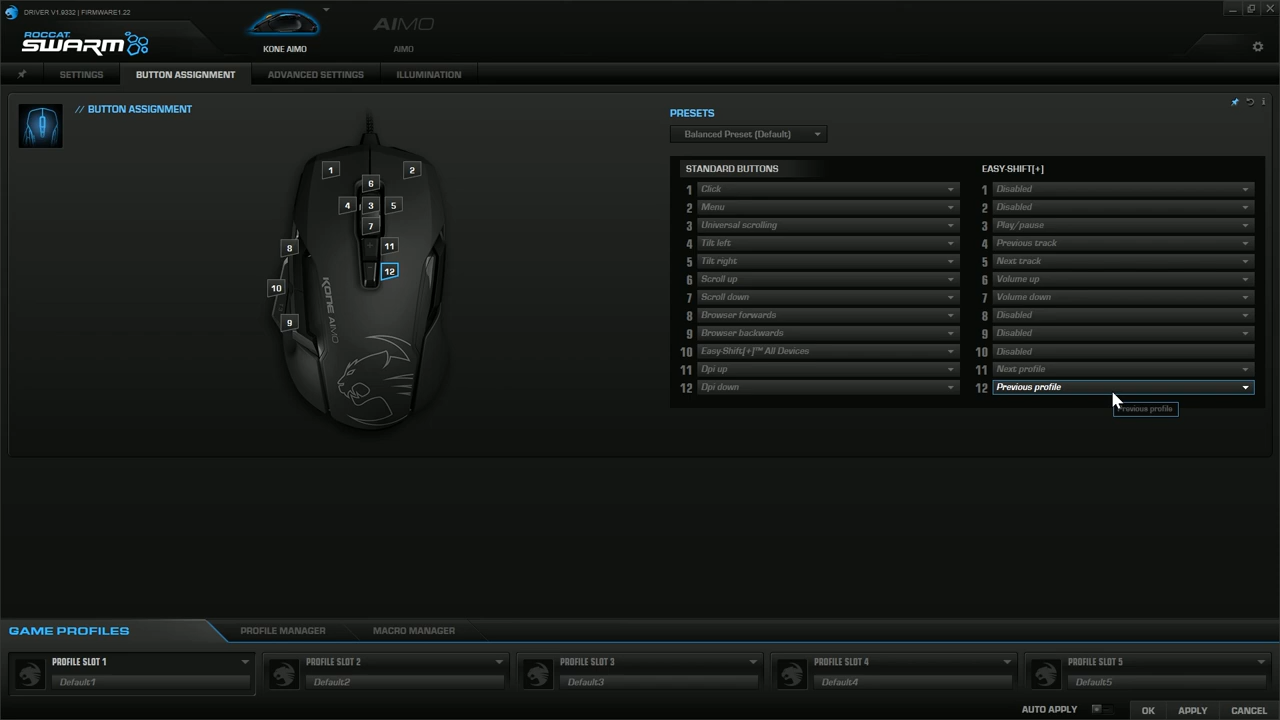 DRIVER V1.9332 | FIRMWARE1.22
ROCCAT
SWARM
KONE AIMO
AIMO
AIMO
SETTINGS
BUTTON ASSIGNMENT
ADVANCED SETTINGS
ILLUMINATION
// BUTTON ASSIGNMENT
1
2
6
4
3
5
7
8
11
12
10
9
KONE AIMO
PRESETS
Balanced Preset (Default)
STANDARD BUTTONS
1 Click
2 Menu
3 Universal scrolling
4 Tilt left
5 Tilt right
6 Scroll up
7 Scroll down
8 Browser forwards
9 Browser backwards
10 Easy-Shift[+]™ All Devices
11 Dpi up
12 Dpi down
EASY-SHIFT[+]
1 Disabled
2 Disabled
3 Play/pause
4 Previous track
5 Next track
6 Volume up
7 Volume down
8 Disabled
9 Disabled
10 Disabled
11 Next profile
12 Previous profile
Previous profile
GAME PROFILES
PROFILE MANAGER
MACRO MANAGER
PROFILE SLOT 1
Default1
PROFILE SLOT 2
Default2
PROFILE SLOT 3
Default3
PROFILE SLOT 4
Default4
PROFILE SLOT 5
Default5
AUTO APPLY
OK
APPLY
CANCEL